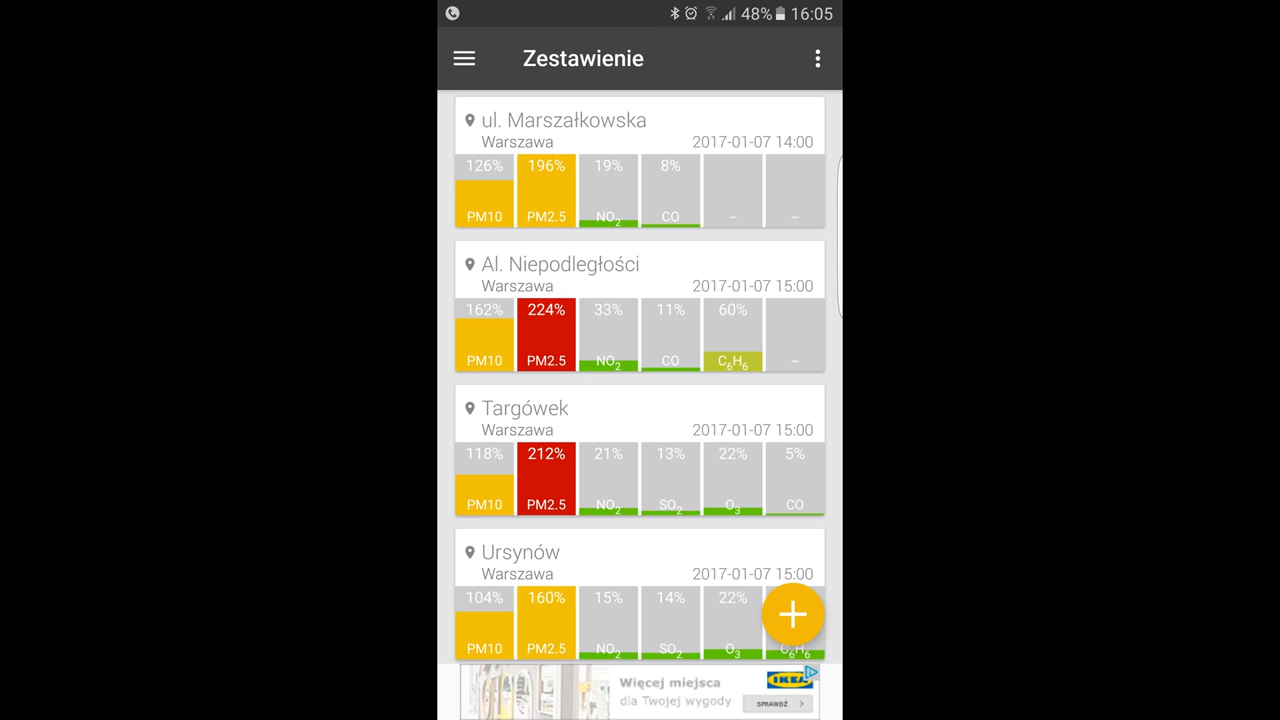 48% 16:05
Zestawienie
ul. Marszałkowska
Warszawa 2017-01-07 14:00
126% 196% 19% 8%
PM10 PM2.5 NO₂ CO -- --
Al. Niepodległości
Warszawa 2017-01-07 15:00
162% 224% 33% 11% 60%
PM10 PM2.5 NO₂ CO C₆H₆ --
Targówek
Warszawa 2017-01-07 15:00
118% 212% 21% 13% 22% 5%
PM10 PM2.5 NO₂ SO₂ O₃ CO
Ursynów
Warszawa 2017-01-07 15:00
104% 160% 15% 14% 22%
PM10 PM2.5 NO₂ SO₂ O₃ C₆H₆
Więcej miejsca
dla Twojej wygody
IKEA
SPRAWDŹ